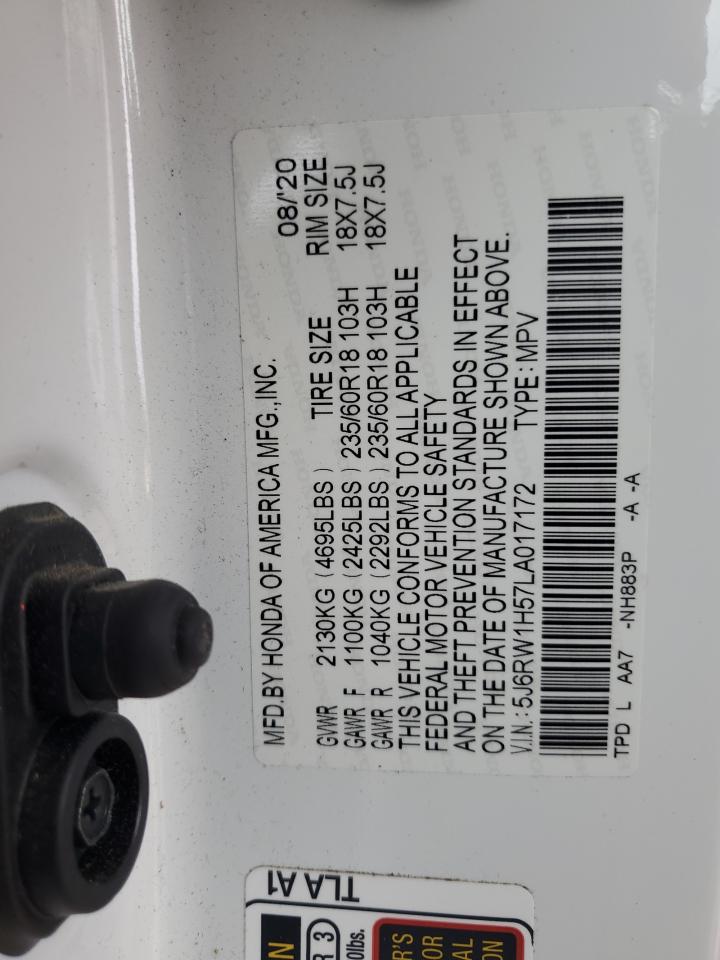 MFD.BY HONDA OF AMERICA MFG.,INC. 08/'20
GVWR 2130KG (4695LBS) TIRE SIZE RIM SIZE
GAWR F 1100KG (2425LBS) 235/60R18 103H 18X7.5J
GAWR R 1040KG (2292LBS) 235/60R18 103H 18X7.5J
THIS VEHICLE CONFORMS TO ALL APPLICABLE
FEDERAL MOTOR VEHICLE SAFETY
AND THEFT PREVENTION STANDARDS IN EFFECT
ON THE DATE OF MANUFACTURE SHOWN ABOVE.
V.I.N.: 5J6RW1H57LA017172 TYPE: MPV
TPD L AA7 -NH883P -A -A
TLA A1